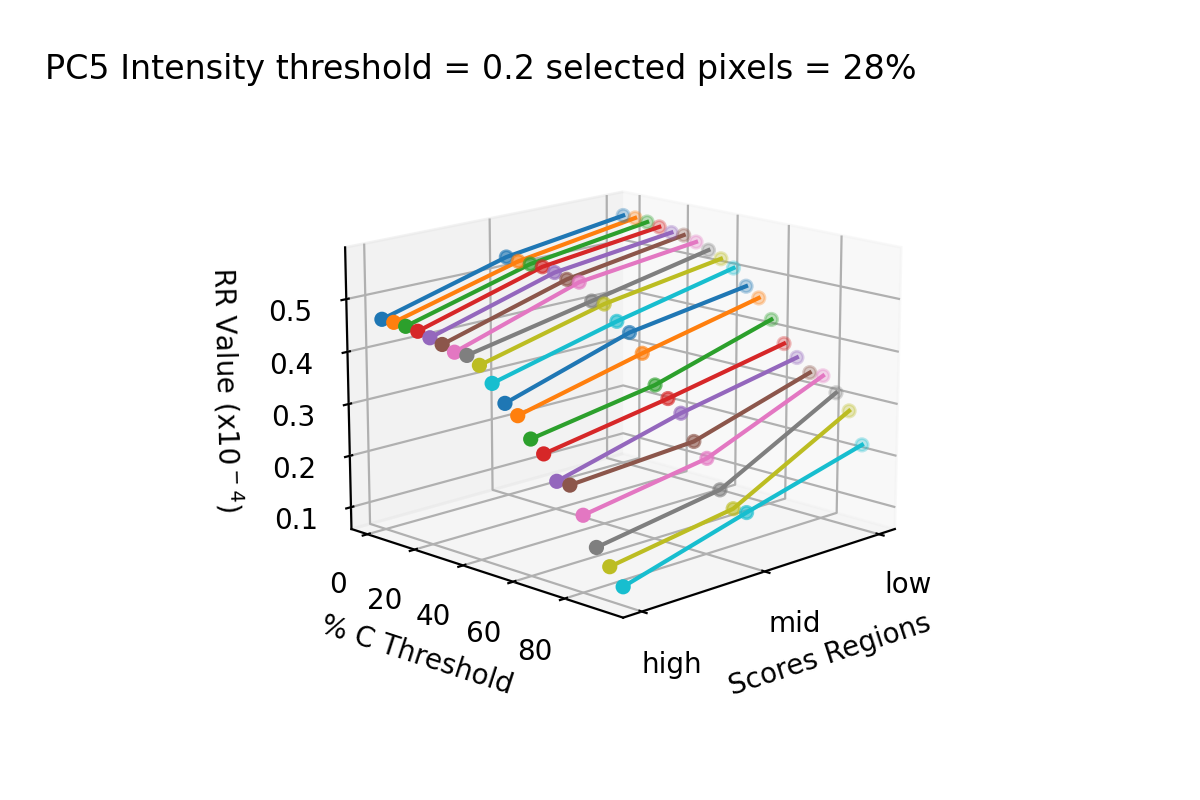 PC5 Intensity threshold = 0.2 selected pixels = 28%
RR Value (x10⁻⁴)
0.5
0.4
0.3
0.2
0.1
0
20
40
60
80
% C Threshold
high
mid
low
Scores Regions